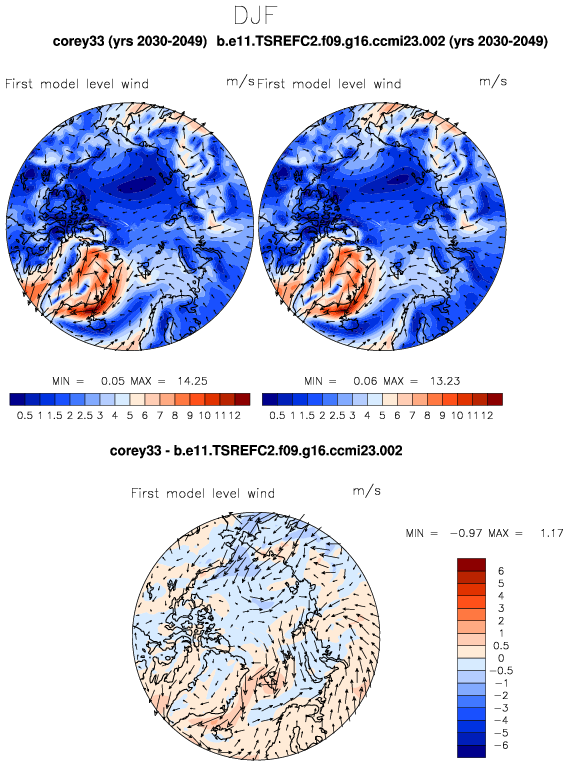 DJF
corey33 (yrs 2030-2049) b.e11.TSREFC2.f09.g16.ccmi23.002 (yrs 2030-2049)
First model level wind m/s First model level wind m/s
MIN = 0.05 MAX = 14.25 MIN = 0.06 MAX = 13.23
0.5 1 1.5 2 2.5 3 4 5 6 7 8 9 10 11 12 0.5 1 1.5 2 2.5 3 4 5 6 7 8 9 10 11 12
corey33 - b.e11.TSREFC2.f09.g16.ccmi23.002
First model level wind m/s
MIN = -0.97 MAX = 1.17
6
5
4
3
2
1
0.5
0
-0.5
-1
-2
-3
-4
-5
-6